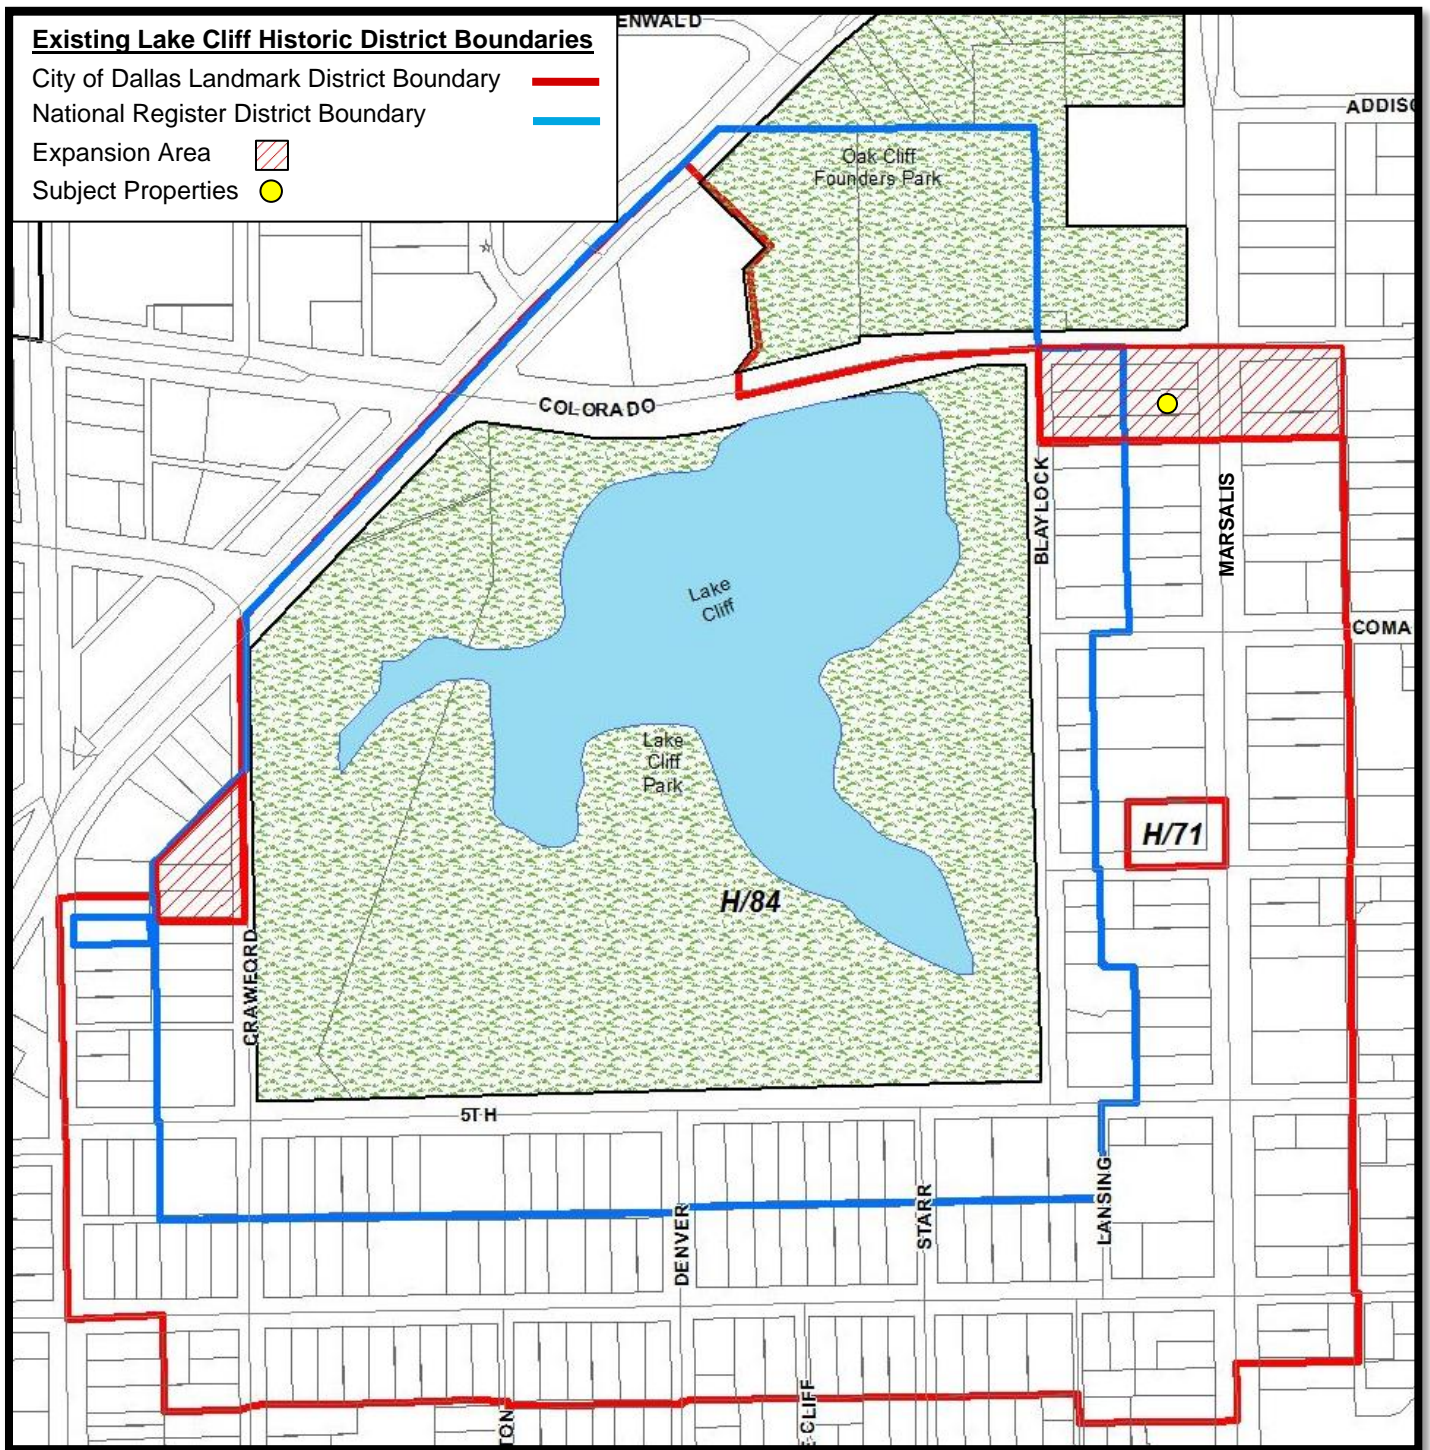 Existing Lake Cliff Historic District Boundaries
City of Dallas Landmark District Boundary
National Register District Boundary
Expansion Area
Subject Properties
ENWALD
ADDISC
Oak Cliff
Founders Park
COLORADO
BLAYLOCK
MARSALIS
Lake
Cliff
COMA
Lake
Cliff
Park
H/71
H/84
CRAWFORD
5TH
LANSING
STARR
DENVER
TON
CLIFF